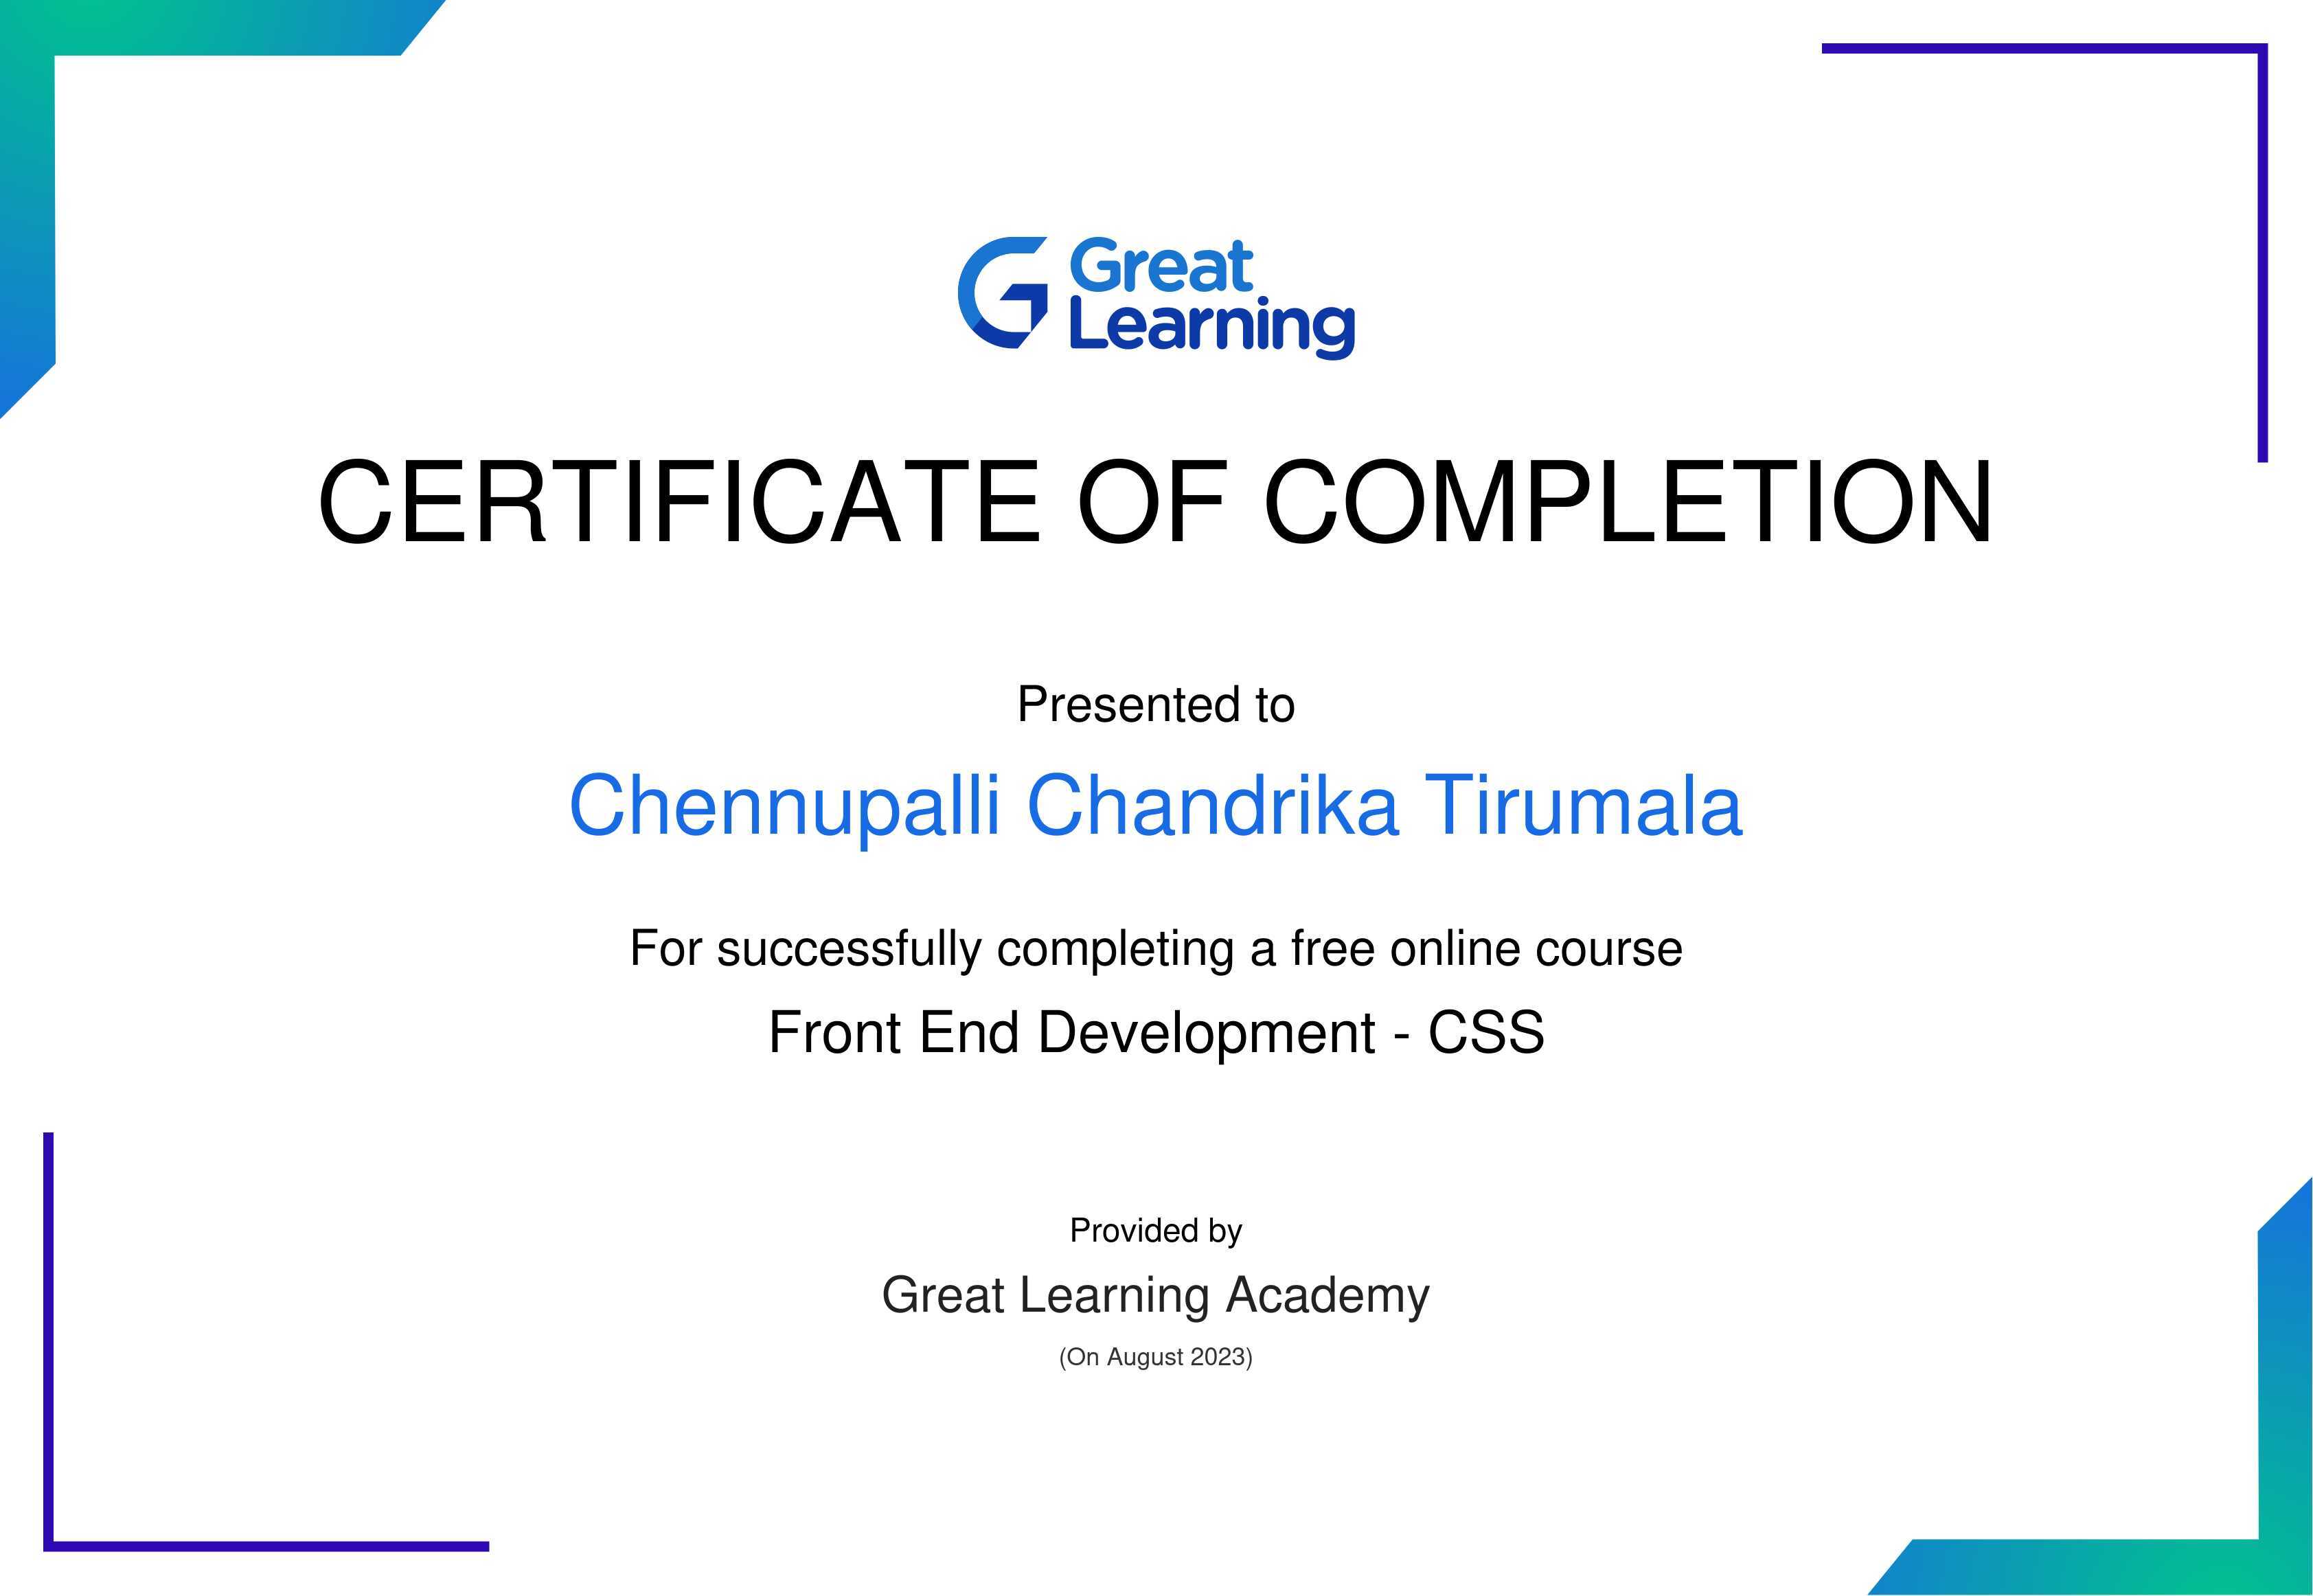 Great
Learning
CERTIFICATE OF COMPLETION
Presented to
Chennupalli Chandrika Tirumala
For successfully completing a free online course
Front End Development - CSS
Provided by
Great Learning Academy
(On August 2023)